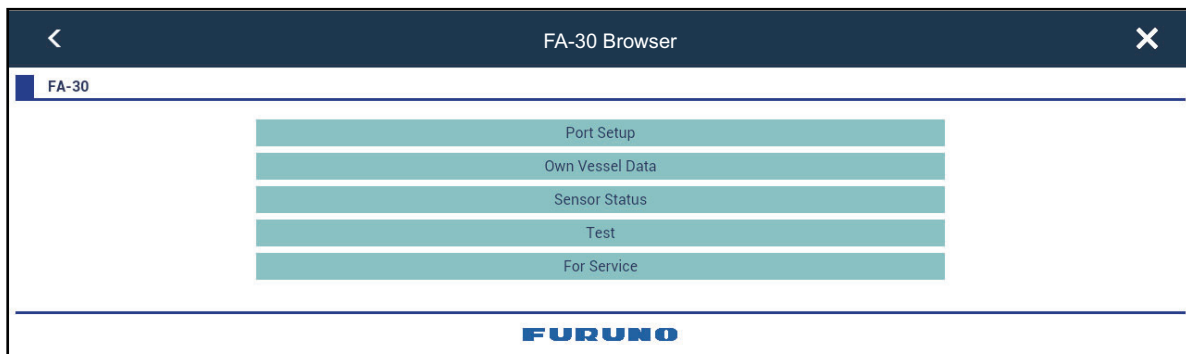 FA-30 Browser
FA-30
Port Setup
Own Vessel Data
Sensor Status
Test
For Service
FURUNO